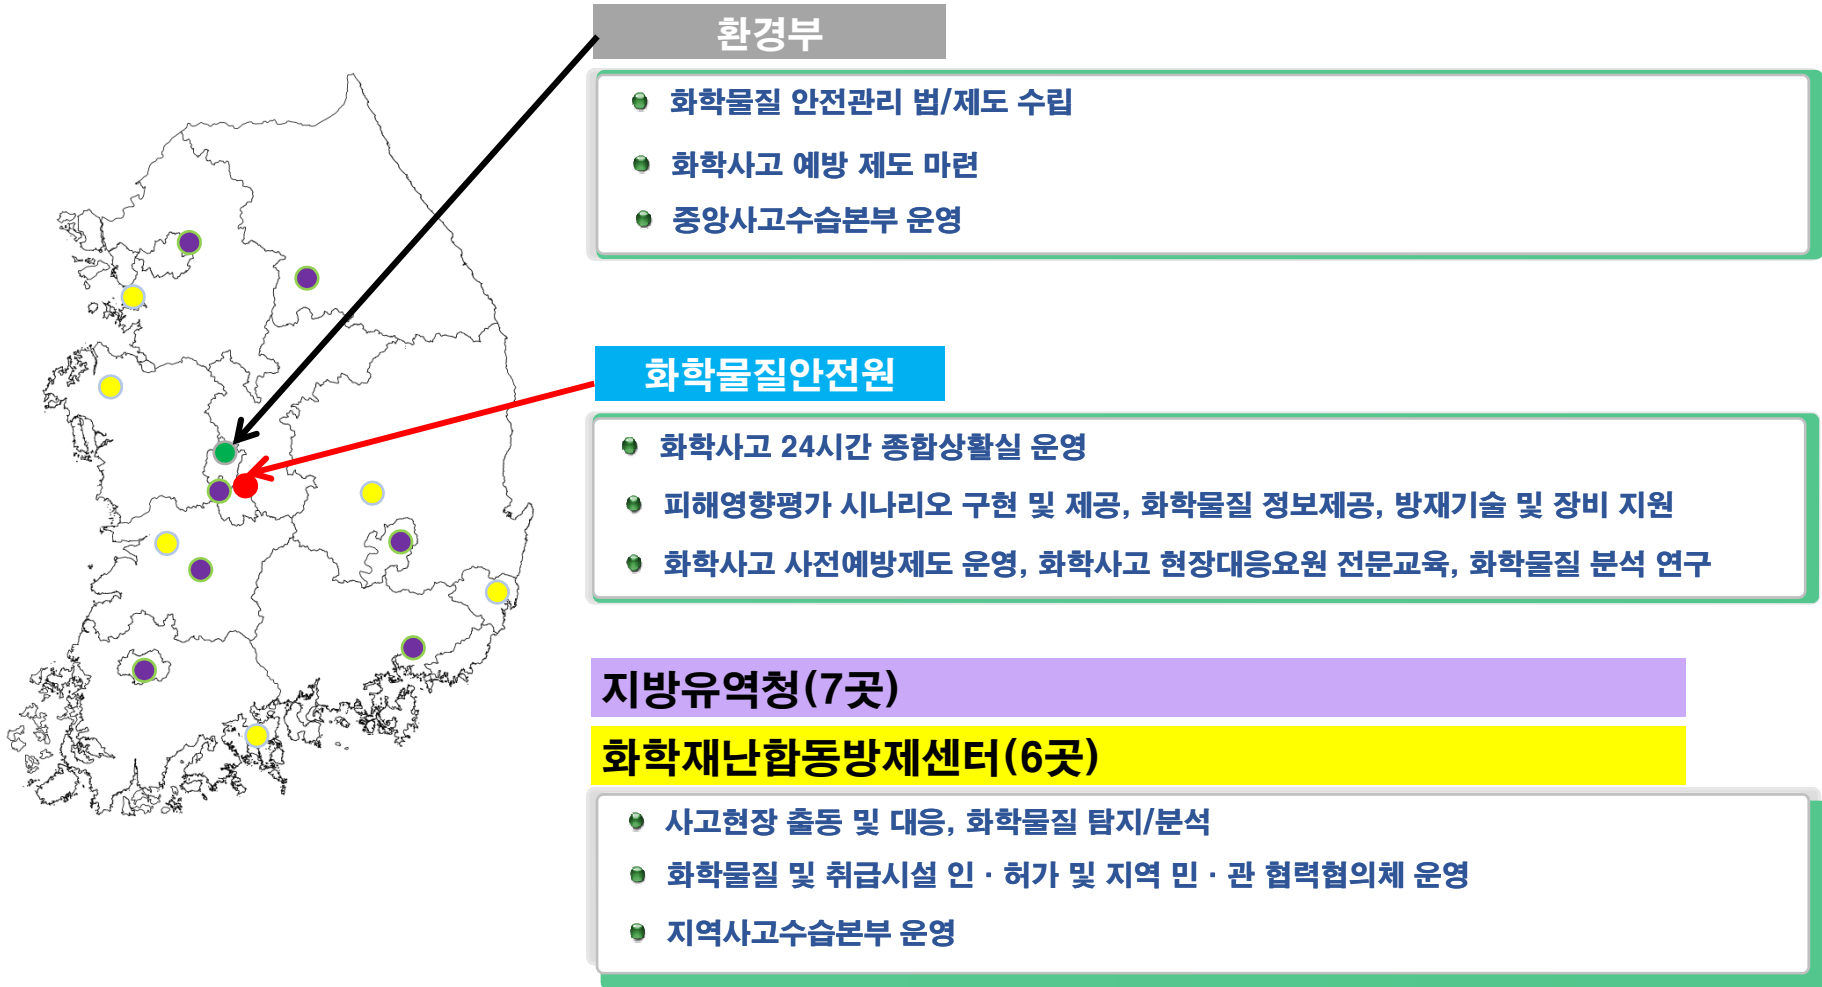 환경부
화학물질 안전관리 법/제도 수립
화학사고 예방 제도 마련
중앙사고수습본부 운영
화학물질안전원
화학사고 24시간 종합상활실 운영
피해영향평가 시나리오 구현 및 제공, 화학물질 정보제공, 방재기술 및 장비 지원
화학사고 사전예방제도 운영, 화학사고 현장대응요원 전문교육, 화학물질 분석 연구
지방유역청(7곳)
화학재난합동방제센터(6곳)
사고현장 출동 및 대응, 화학물질 탐지/분석
화학물질 및 취급시설 인 · 허가 및 지역 민 · 관 협력협의체 운영
지역사고수습본부 운영